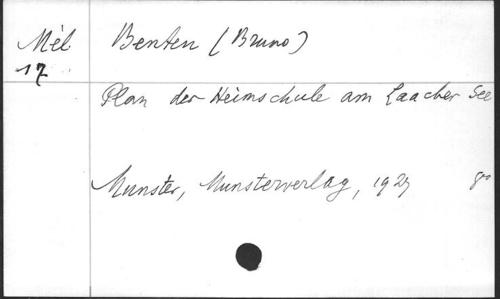 Mél Benten (Bruno)
17
Plan der Heimschule am Laacher See
Munster, Munsterverlag, 1927 8°